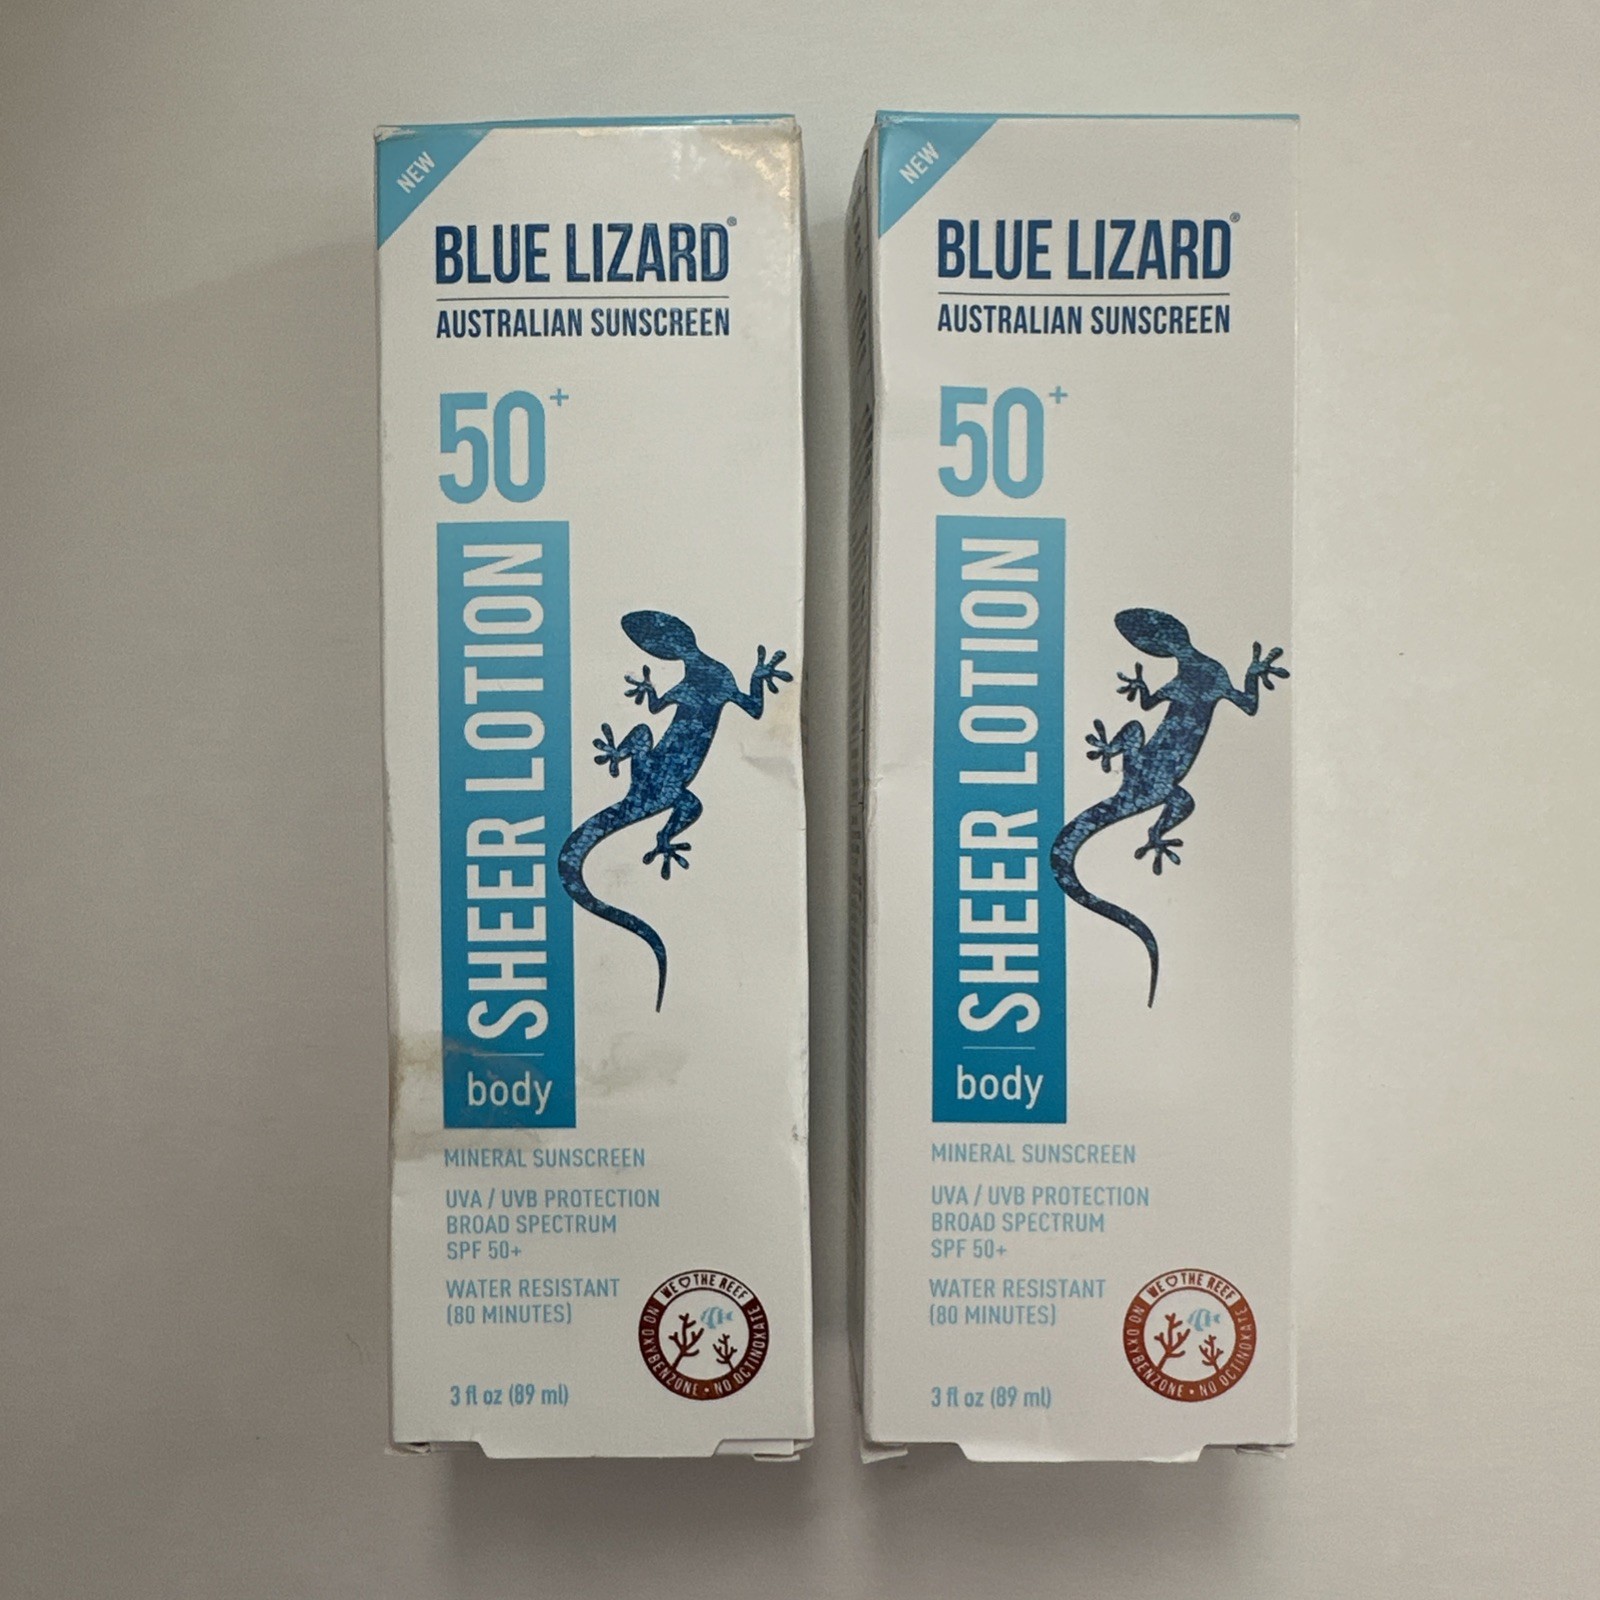 NEW
BLUE LIZARD®
AUSTRALIAN SUNSCREEN
50+
SHEER LOTION
body
MINERAL SUNSCREEN
UVA / UVB PROTECTION
BROAD SPECTRUM
SPF 50+
WATER RESISTANT
(80 MINUTES)
WE THE REEF
NO OXYBENZONE • NO OCTINOXATE
3 fl oz (89 ml)
NEW
BLUE LIZARD®
AUSTRALIAN SUNSCREEN
50+
SHEER LOTION
body
MINERAL SUNSCREEN
UVA / UVB PROTECTION
BROAD SPECTRUM
SPF 50+
WATER RESISTANT
(80 MINUTES)
WE THE REEF
NO OXYBENZONE • NO OCTINOXATE
3 fl oz (89 ml)